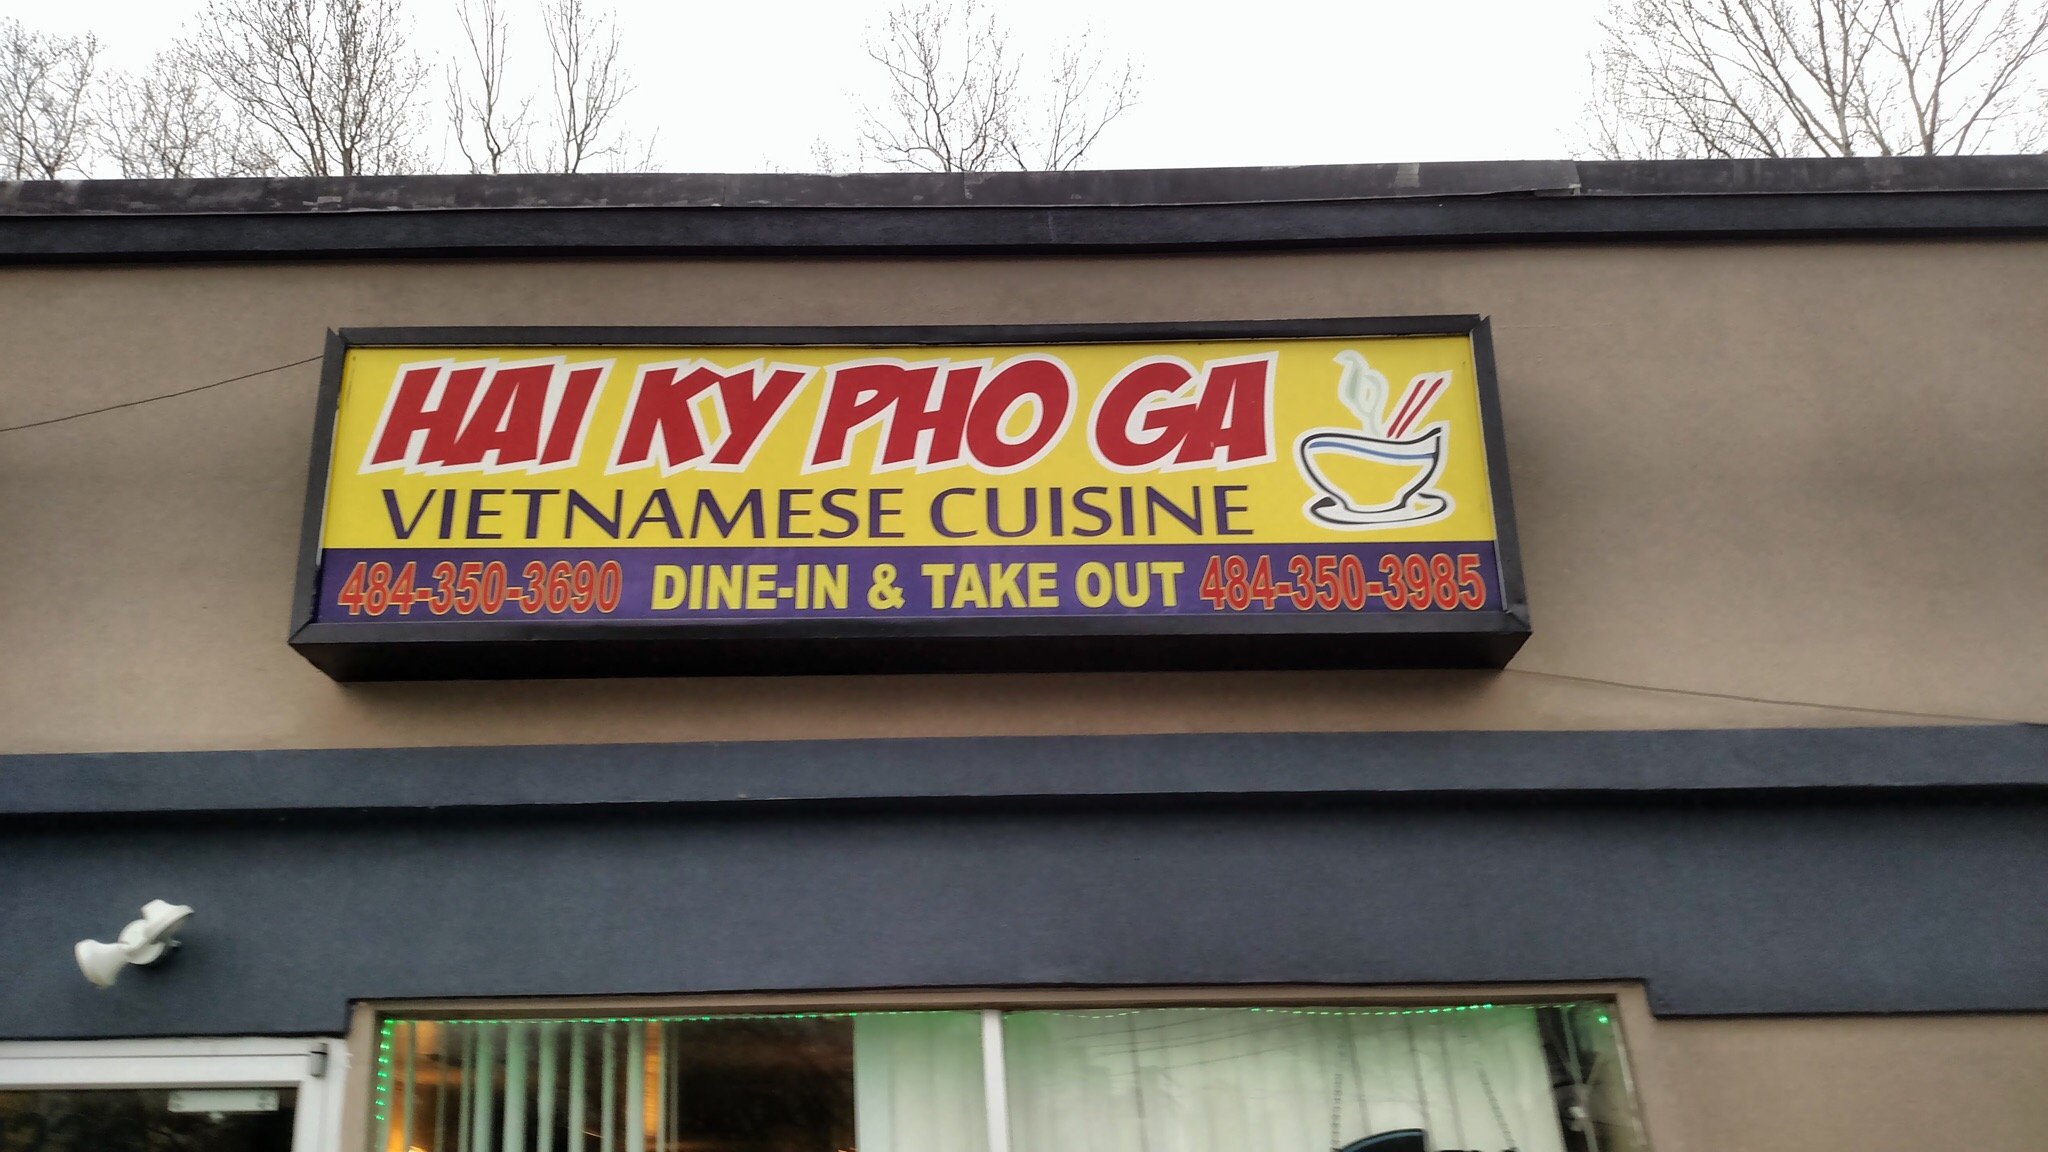 HAI KY PHO GA
VIETNAMESE CUISINE
484-350-3690 DINE-IN & TAKE OUT 484-350-3985